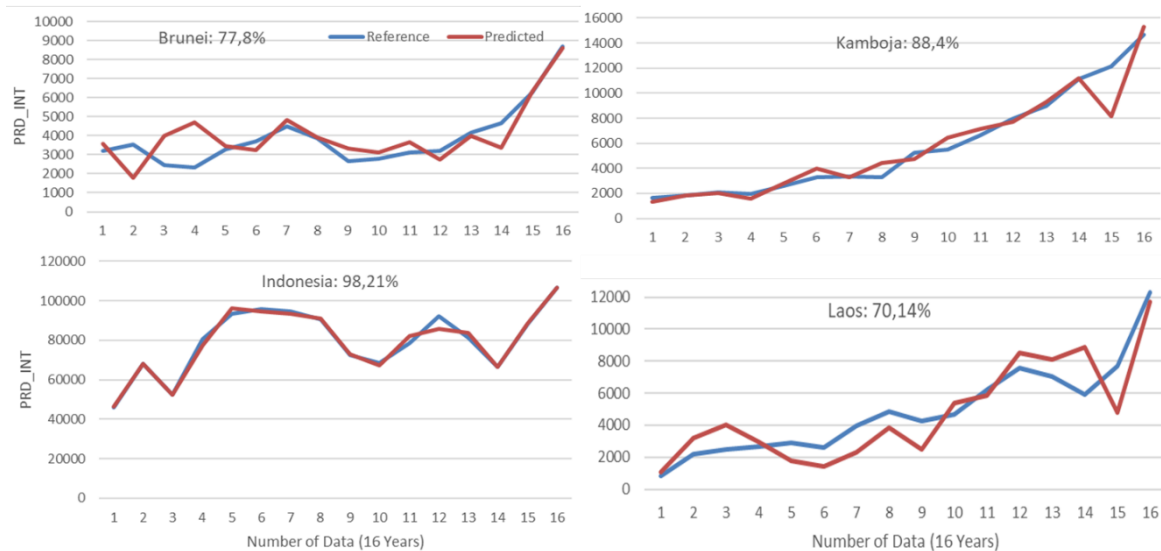 Brunei: 77,8%
Reference
Predicted
PRD_INT
10000
9000
8000
7000
6000
5000
4000
3000
2000
1000
0
1 2 3 4 5 6 7 8 9 10 11 12 13 14 15 16
Kamboja: 88,4%
16000
14000
12000
10000
8000
6000
4000
2000
0
1 2 3 4 5 6 7 8 9 10 11 12 13 14 15 16
Indonesia: 98,21%
PRD_INT
120000
100000
80000
60000
40000
20000
0
1 2 3 4 5 6 7 8 9 10 11 12 13 14 15 16
Number of Data (16 Years)
Laos: 70,14%
12000
10000
8000
6000
4000
2000
0
1 2 3 4 5 6 7 8 9 10 11 12 13 14 15 16
Number of Data (16 Years)